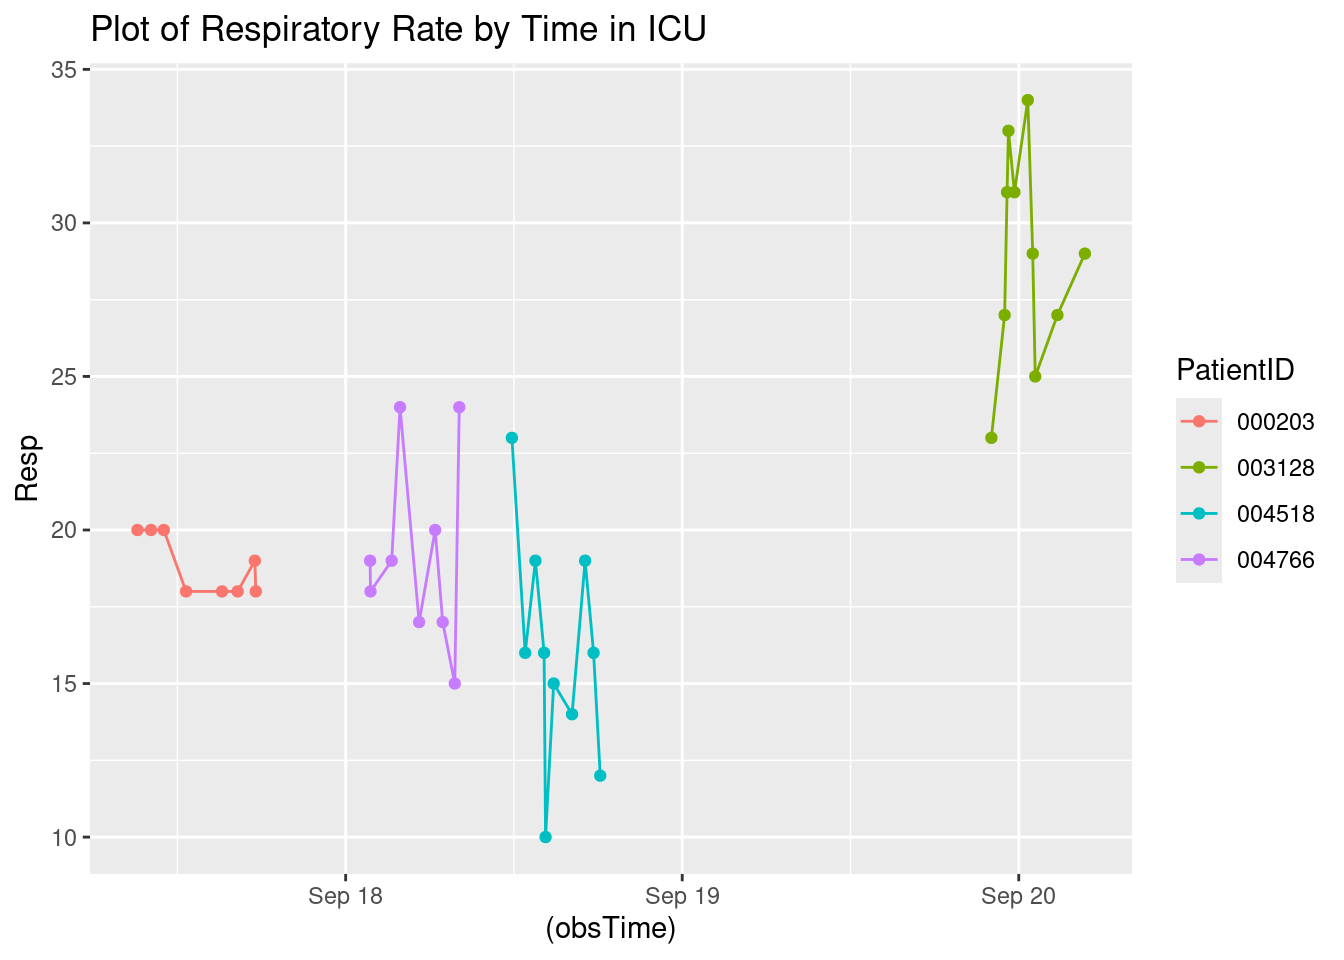 Plot of Respiratory Rate by Time in ICU
35
30
25
20
15
10
Resp
Sep 18
Sep 19
Sep 20
(obsTime)
PatientID
000203
003128
004518
004766